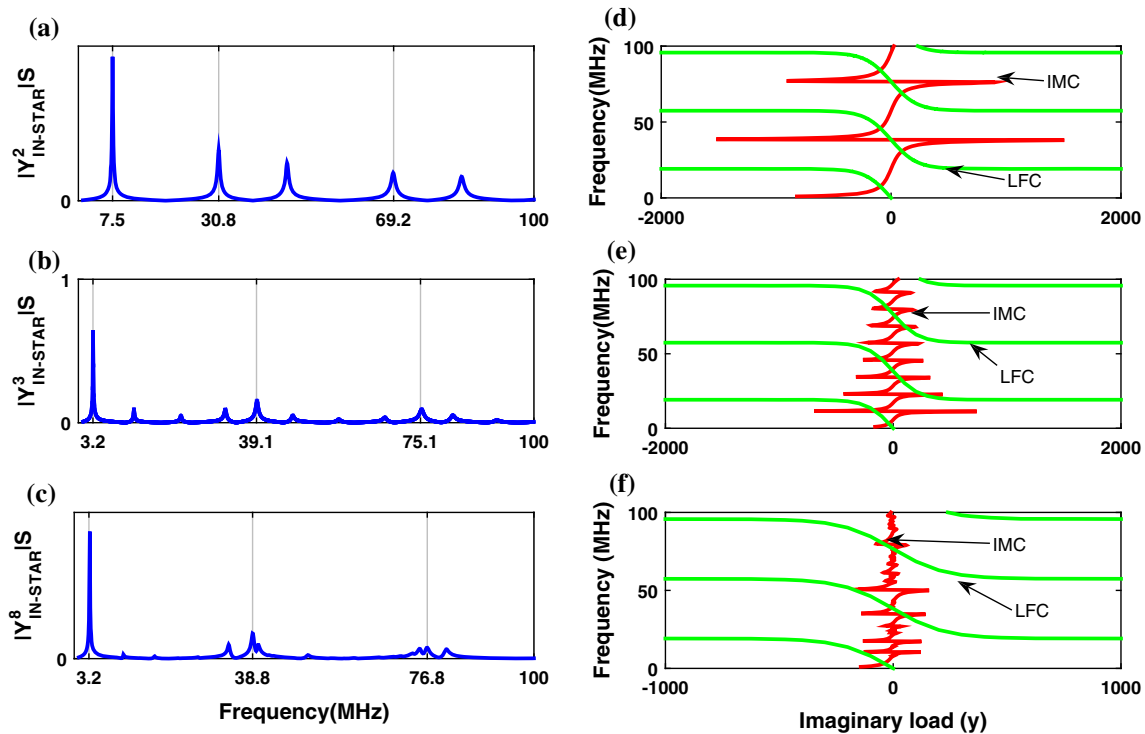 (a)
|Y²IN-STAR|S
0
7.5 30.8 69.2 100
(b)
|Y³IN-STAR|S
1
0
3.2 39.1 75.1 100
(c)
|Y⁸IN-STAR|S
0
3.2 38.8 76.8 100
Frequency(MHz)
(d)
Frequency(MHz)
100
50
0
-2000 0 2000
IMC
LFC
(e)
Frequency(MHz)
100
50
0
-2000 0 2000
IMC
LFC
(f)
Frequency (MHz)
100
50
0
-1000 0 1000
IMC
LFC
Imaginary load (y)